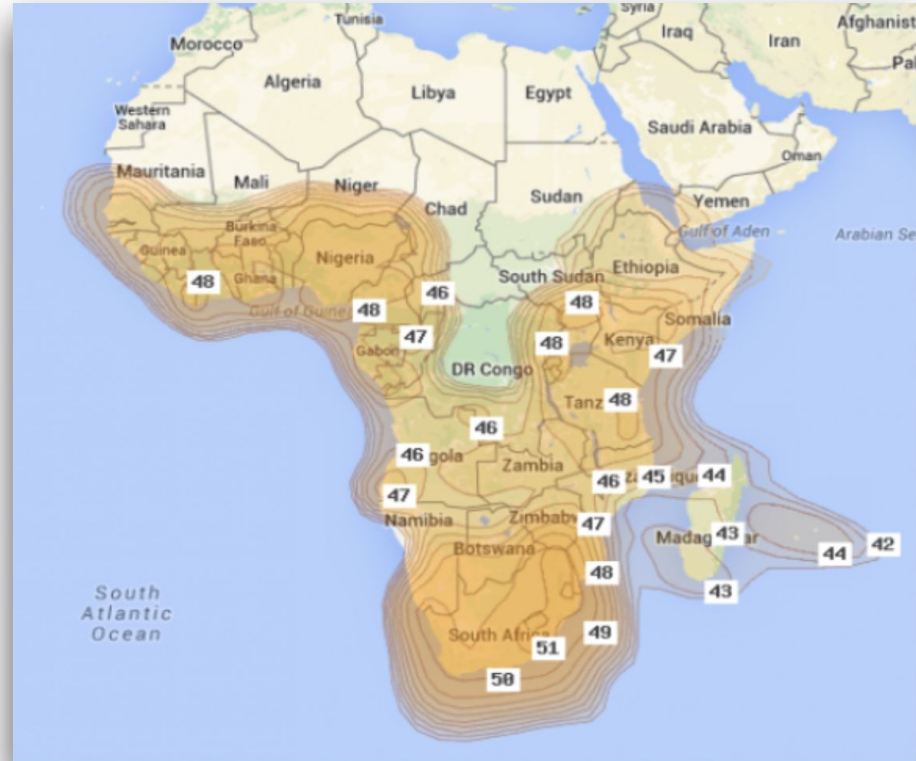 Syria
Tunisia
Afghanist
Morocco
Iraq
Iran
Algeria
Pal
Libya
Egypt
Western
Sahara
Saudi Arabia
Oman
Mauritania
Mali
Niger
Sudan
Yemen
Chad
Burkina
Faso
Gulf of Aden
Arabian Se
Guinea
Nigeria
Ethiopia
South Sudan
48
Ghana
46
48
Gulf of Guine
48
Somalia
47
Kenya
48
Gabon
47
DR Congo
Tanz
48
46
46
gola
Zambia
46
45
44
47
Namibia
Zimbabw
47
Madag
43
ar
44
42
Botswana
48
43
South
Atlantic
Ocean
South Afric
49
51
50